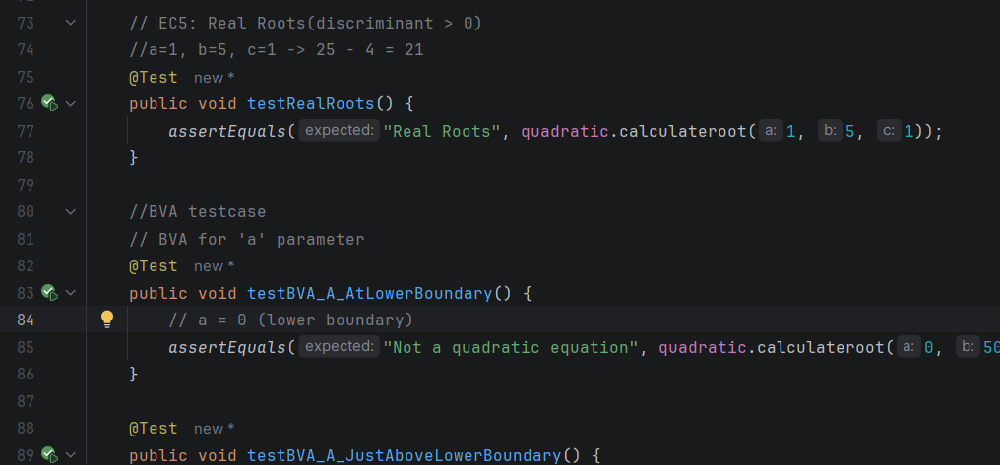 73 // EC5: Real Roots(discriminant > 0)
74 //a=1, b=5, c=1 -> 25 - 4 = 21
75 @Test new *
76 public void testRealRoots() {
77 assertEquals( expected: "Real Roots", quadratic.calculateroot( a: 1, b: 5, c: 1));
78 }
79
80 //BVA testcase
81 // BVA for 'a' parameter
82 @Test new *
83 public void testBVA_A_AtLowerBoundary() {
84 // a = 0 (lower boundary)
85 assertEquals( expected: "Not a quadratic equation", quadratic.calculateroot( a: 0, b: 50
86 }
87
88 @Test new *
89 public void testBVA_A_JustAboveLowerBoundary() {